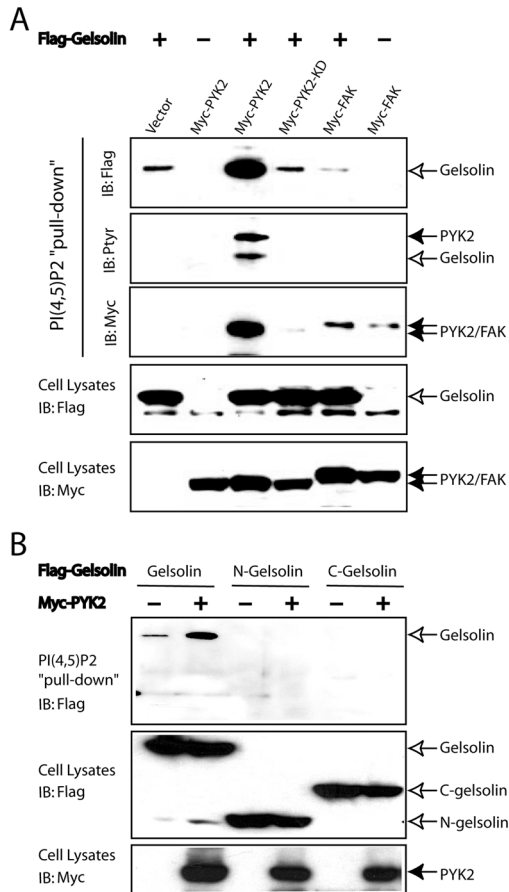 A
Flag-Gelsolin + − + + + −
Vector Myc-PYK2 Myc-PYK2 Myc-PYK2-KD Myc-FAK Myc-FAK
PI(4,5)P2 "pull-down"
IB: Flag
Gelsolin
IB: Ptyr
PYK2
Gelsolin
IB: Myc
PYK2/FAK
Cell Lysates
IB: Flag
Gelsolin
Cell Lysates
IB: Myc
PYK2/FAK
B
Flag-Gelsolin Gelsolin N-Gelsolin C-Gelsolin
Myc-PYK2 − + − + − +
PI(4,5)P2
"pull-down"
IB: Flag
Gelsolin
Cell Lysates
IB: Flag
Gelsolin
C-gelsolin
N-gelsolin
Cell Lysates
IB: Myc
PYK2